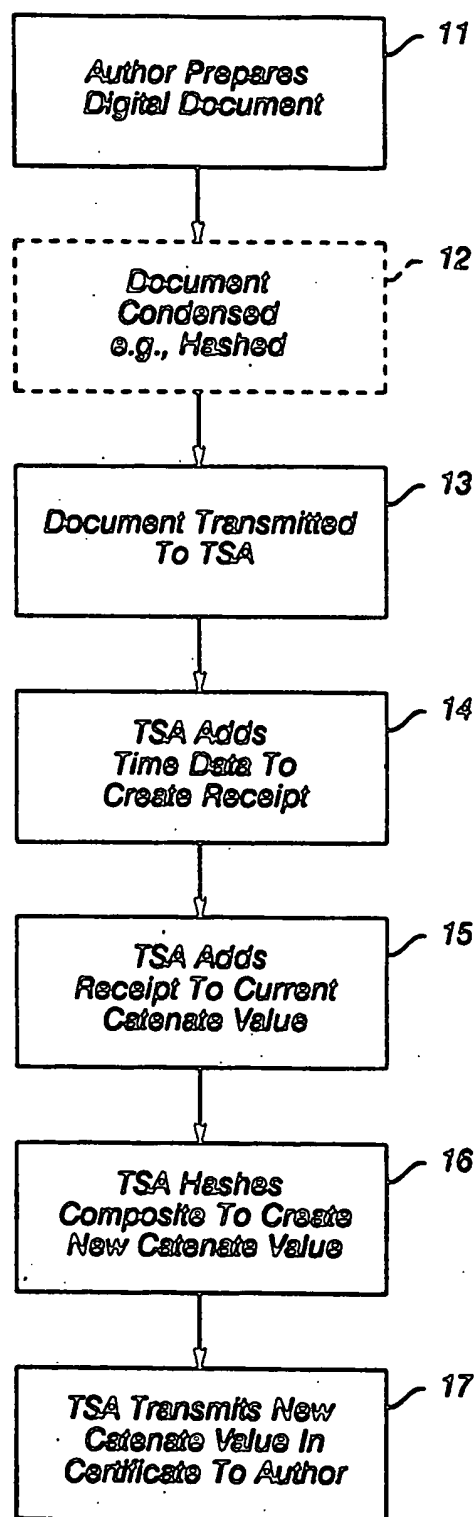 11
Author Prepares
Digital Document
12
Document
Condensed
e.g., Hashed
13
Document Transmitted
To TSA
14
TSA Adds
Time Data To
Create Receipt
15
TSA Adds
Receipt To Current
Catenate Value
16
TSA Hashes
Composite To Create
New Catenate Value
17
TSA Transmits New
Catenate Value In
Certificate To Author